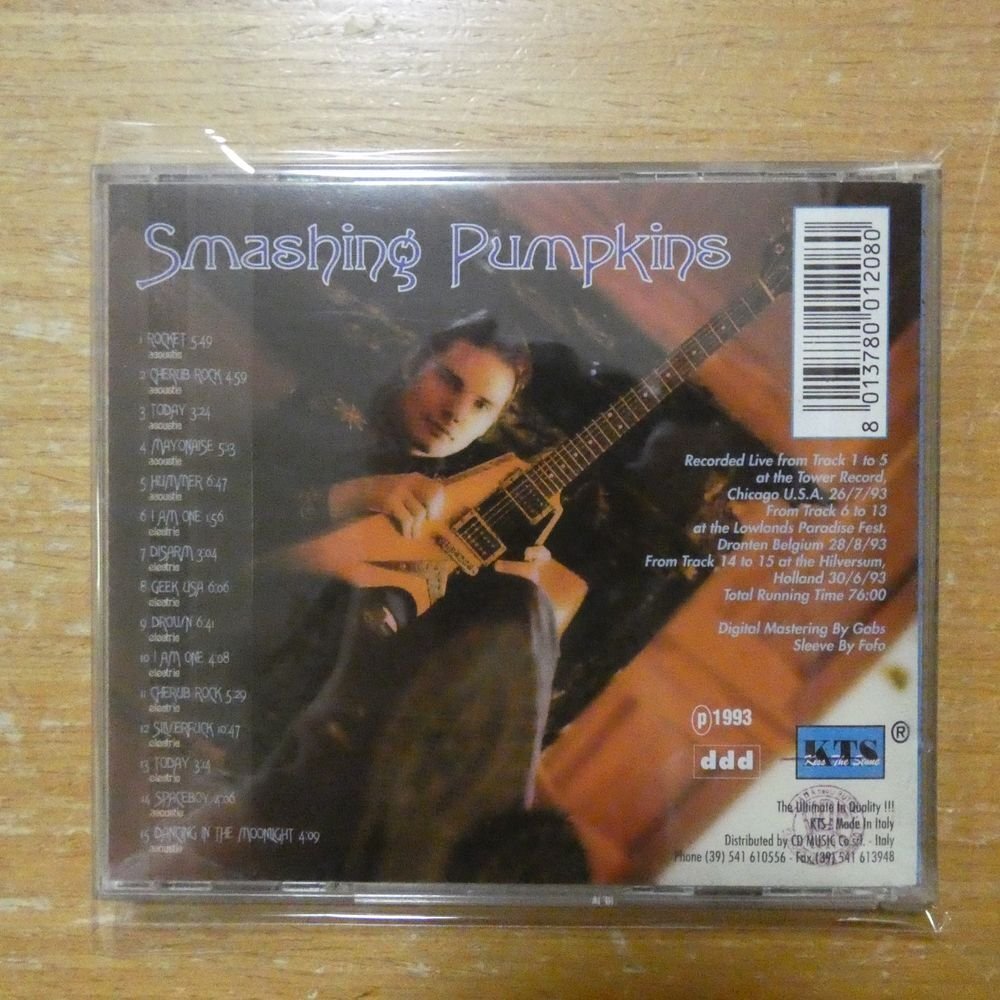 Smashing Pumpkins
1 ROCKET 5:49
acoustic
2 CHERUB ROCK 4:59
acoustic
3 TODAY 3:24
acoustic
4 MAYONAISE 5:13
acoustic
5 HUMMER 6:47
acoustic
6 I AM ONE 1:56
electric
7 DISARM 3:04
electric
8 GEEK USA 6:06
electric
9 DROWN 6:41
electric
10 I AM ONE 4:08
electric
11 CHERUB ROCK 5:29
electric
12 SILVERFUCK 10:47
electric
13 TODAY 3:14
electric
14 SPACEBOY 4:06
acoustic
15 DANCING IN THE MOONLIGHT 4:09
acoustic
8 013780 012080
Recorded Live from Track 1 to 5
at the Tower Record,
Chicago U.S.A. 26/7/93
From Track 6 to 13
at the Lowlands Paradise Fest.
Dronten Belgium 28/8/93
From Track 14 to 15 at the Hilversum,
Holland 30/6/93
Total Running Time 76:00
Digital Mastering By Gabs
Sleeve By Fofo
℗1993
ddd
KTS ®
Kiss The Stone
The Ultimate In Quality !!!
KTS - Made In Italy
Distributed by CD MUSIC Co srl. - Italy
Phone (39) 541 610556 - Fax (39) 541 613948